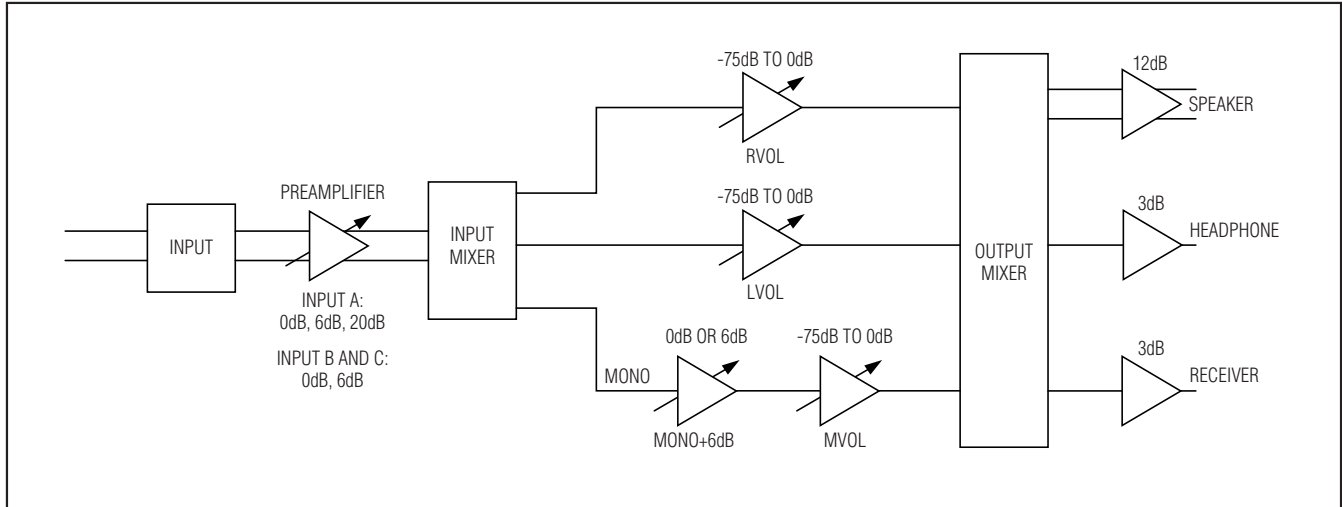 -75dB TO 0dB
RVOL
12dB
SPEAKER
PREAMPLIFIER
INPUT
INPUT A:
0dB, 6dB, 20dB
INPUT B AND C:
0dB, 6dB
INPUT
MIXER
-75dB TO 0dB
LVOL
OUTPUT
MIXER
3dB
HEADPHONE
MONO
0dB OR 6dB
MONO+6dB
-75dB TO 0dB
MVOL
3dB
RECEIVER